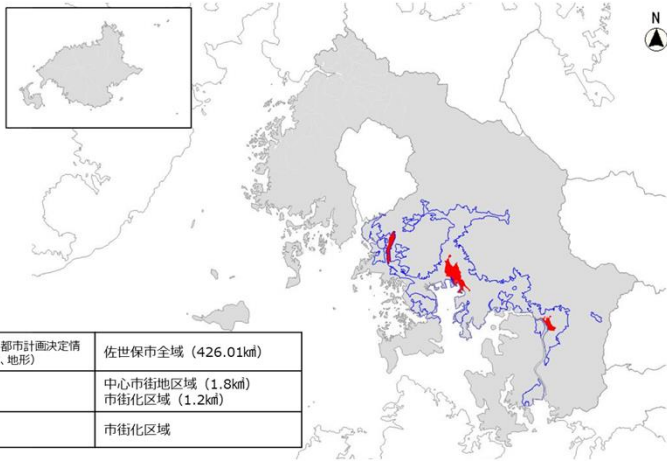 N
都市計画決定情
、地形）
佐世保市全域（426.01㎢）
中心市街地区域（1.8㎢）
市街化区域（1.2㎢）
市街化区域